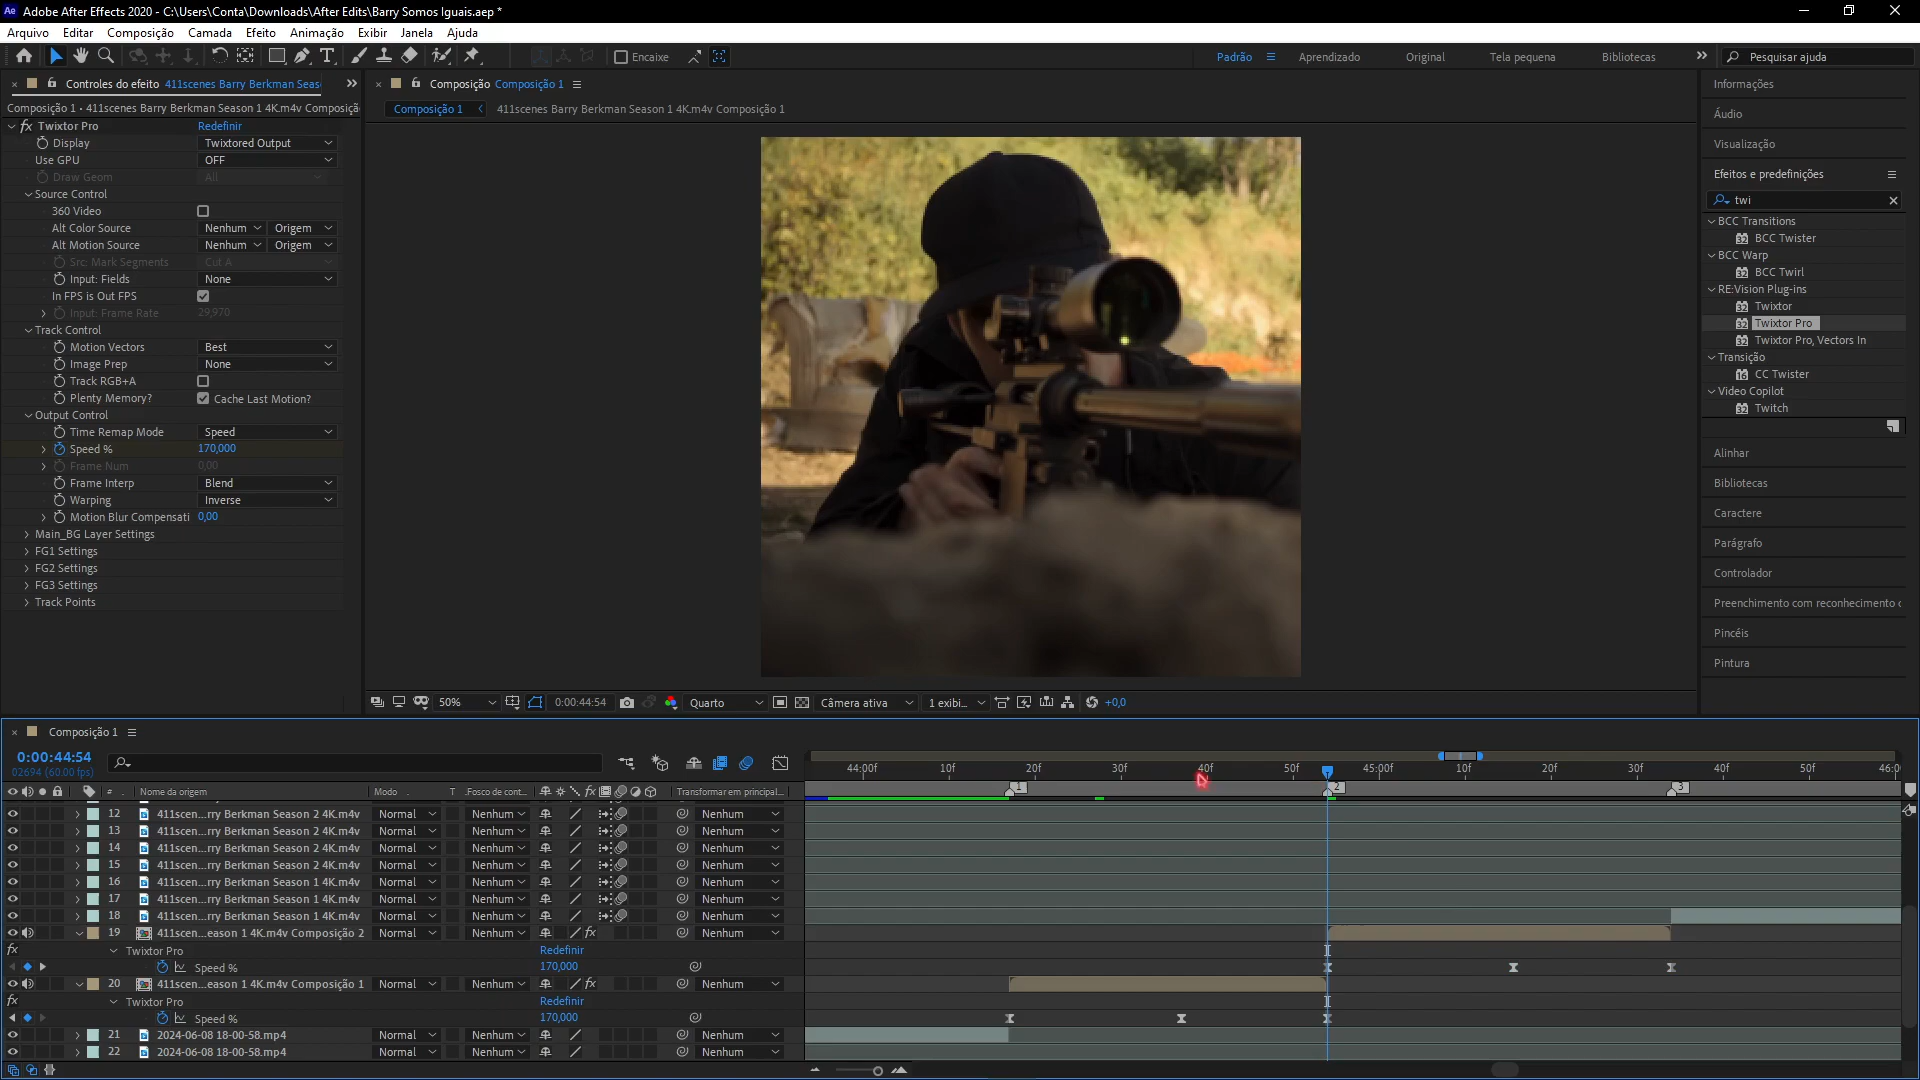 Adobe After Effects 2020 - C:\Users\Conta\Downloads\After Edits\Barry Somos Iguais.aep *
Arquivo Editar Composição Camada Efeito Animação Exibir Janela Ajuda
Encaixe
Padrão Aprendizado Original Tela pequena Bibliotecas
Pesquisar ajuda
Controles do efeito 411scenes Barry Berkman Seas
Composição 1 • 411scenes Barry Berkman Season 1 4K.m4v Composiçã
fx Twixtor Pro Redefinir
Display Twixtored Output
Use GPU OFF
Draw Geom All
Source Control
360 Video
Alt Color Source Nenhum Origem
Alt Motion Source Nenhum Origem
Src: Mark Segments Cut A
Input: Fields None
In FPS is Out FPS
Input: Frame Rate 29,970
Track Control
Motion Vectors Best
Image Prep None
Track RGB+A
Plenty Memory? Cache Last Motion?
Output Control
Time Remap Mode Speed
Speed % 170,000
Frame Num 0,00
Frame Interp Blend
Warping Inverse
Motion Blur Compensati 0,00
Main_BG Layer Settings
FG1 Settings
FG2 Settings
FG3 Settings
Track Points
Composição Composição 1
Composição 1 411scenes Barry Berkman Season 1 4K.m4v Composição 1
50% 0:00:44:54 Quarto Câmera ativa 1 exibi... +0,0
Informações
Áudio
Visualização
Efeitos e predefinições
twi
BCC Transitions
32 BCC Twister
BCC Warp
32 BCC Twirl
RE:Vision Plug-ins
32 Twixtor
32 Twixtor Pro
32 Twixtor Pro, Vectors In
Transição
16 CC Twister
Video Copilot
32 Twitch
Alinhar
Bibliotecas
Caractere
Parágrafo
Controlador
Preenchimento com reconhecimento c
Pincéis
Pintura
Composição 1
0:00:44:54
02694 (60.00 fps)
44:00f 10f 20f 30f 40f 50f 45:00f 10f 20f 30f 40f 50f 46:0
1 2 3
# Nome da origem Modo T .Fosco de cont... fx Transformar em principal...
12 411scen...rry Berkman Season 2 4K.m4v Normal Nenhum Nenhum
13 411scen...rry Berkman Season 2 4K.m4v Normal Nenhum Nenhum
14 411scen...rry Berkman Season 2 4K.m4v Normal Nenhum Nenhum
15 411scen...rry Berkman Season 2 4K.m4v Normal Nenhum Nenhum
16 411scen...rry Berkman Season 1 4K.m4v Normal Nenhum Nenhum
17 411scen...rry Berkman Season 1 4K.m4v Normal Nenhum Nenhum
18 411scen...rry Berkman Season 1 4K.m4v Normal Nenhum Nenhum
19 411scen...eason 1 4K.m4v Composição 2 Normal Nenhum fx Nenhum
fx Twixtor Pro Redefinir
Speed % 170,000
20 411scen...eason 1 4K.m4v Composição 1 Normal Nenhum fx Nenhum
fx Twixtor Pro Redefinir
Speed % 170,000
21 2024-06-08 18-00-58.mp4 Normal Nenhum Nenhum
22 2024-06-08 18-00-58.mp4 Normal Nenhum Nenhum